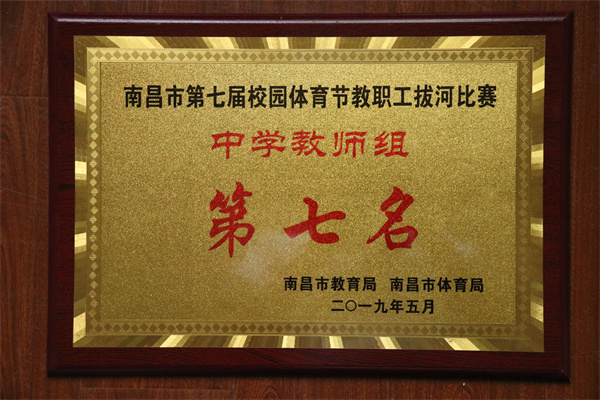 南昌市第七届校园体育节教职工拔河比赛
中学教师组
第七名
南昌市教育局 南昌市体育局
二〇一九年五月